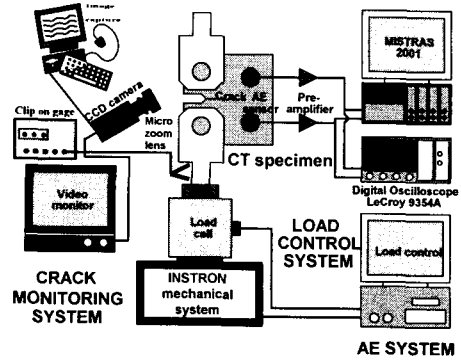 Image
capture
CCD camera
Clip on gage
Micro
zoom
lens
Video
monitor
CRACK
MONITORING
SYSTEM
Crack AE
sensor
Pre-
amplifier
CT specimen
MISTRAS
2001
Digital Oscilloscope
LeCroy 9354A
Load
cell
INSTRON
mechanical
system
LOAD
CONTROL
SYSTEM
Load control
AE SYSTEM